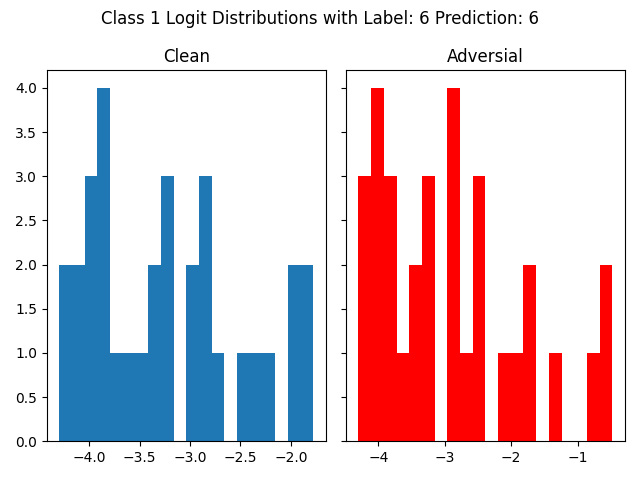 Class 1 Logit Distributions with Label: 6 Prediction: 6
Clean
Adversial
4.0
3.5
3.0
2.5
2.0
1.5
1.0
0.5
0.0
−4.0 −3.5 −3.0 −2.5 −2.0
−4 −3 −2 −1